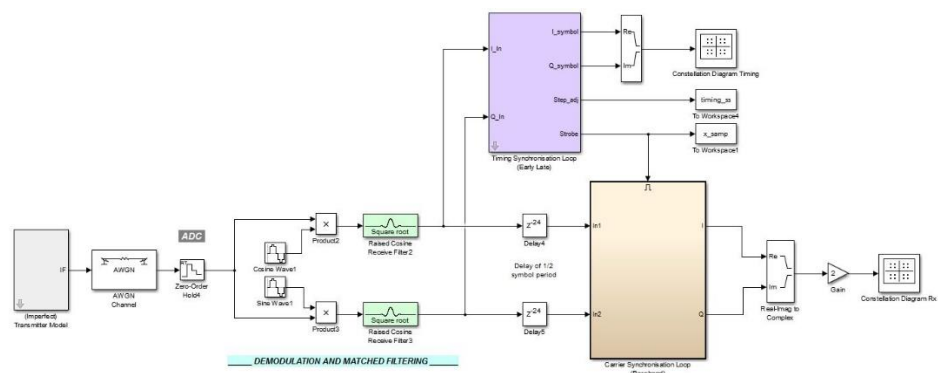 I_symbol
I_In
Re
Im
Constellation Diagram Timing
Q_symbol
Step_adj
timing_ss
To Workspace4
Q_In
Strobe
x_samp
To Workspace1
Timing Synchronisation Loop
(Early Late)
ADC
IF
(Imperfect)
Transmitter Model
AWGN
AWGN
Channel
Zero-Order
Hold4
×
Product2
Cosine Wave1
Sine Wave1
×
Product3
Square root
Raised Cosine
Receive Filter2
Square root
Raised Cosine
Receive Filter3
Z-24
Delay4
Delay of 1/2
symbol period
Z-24
Delay5
In1
In2
I
Q
Carrier Synchronisation Loop
Re
Im
Real-Imag to
Complex
2
Gain
Constellation Diagram Rx
DEMODULATION AND MATCHED FILTERING